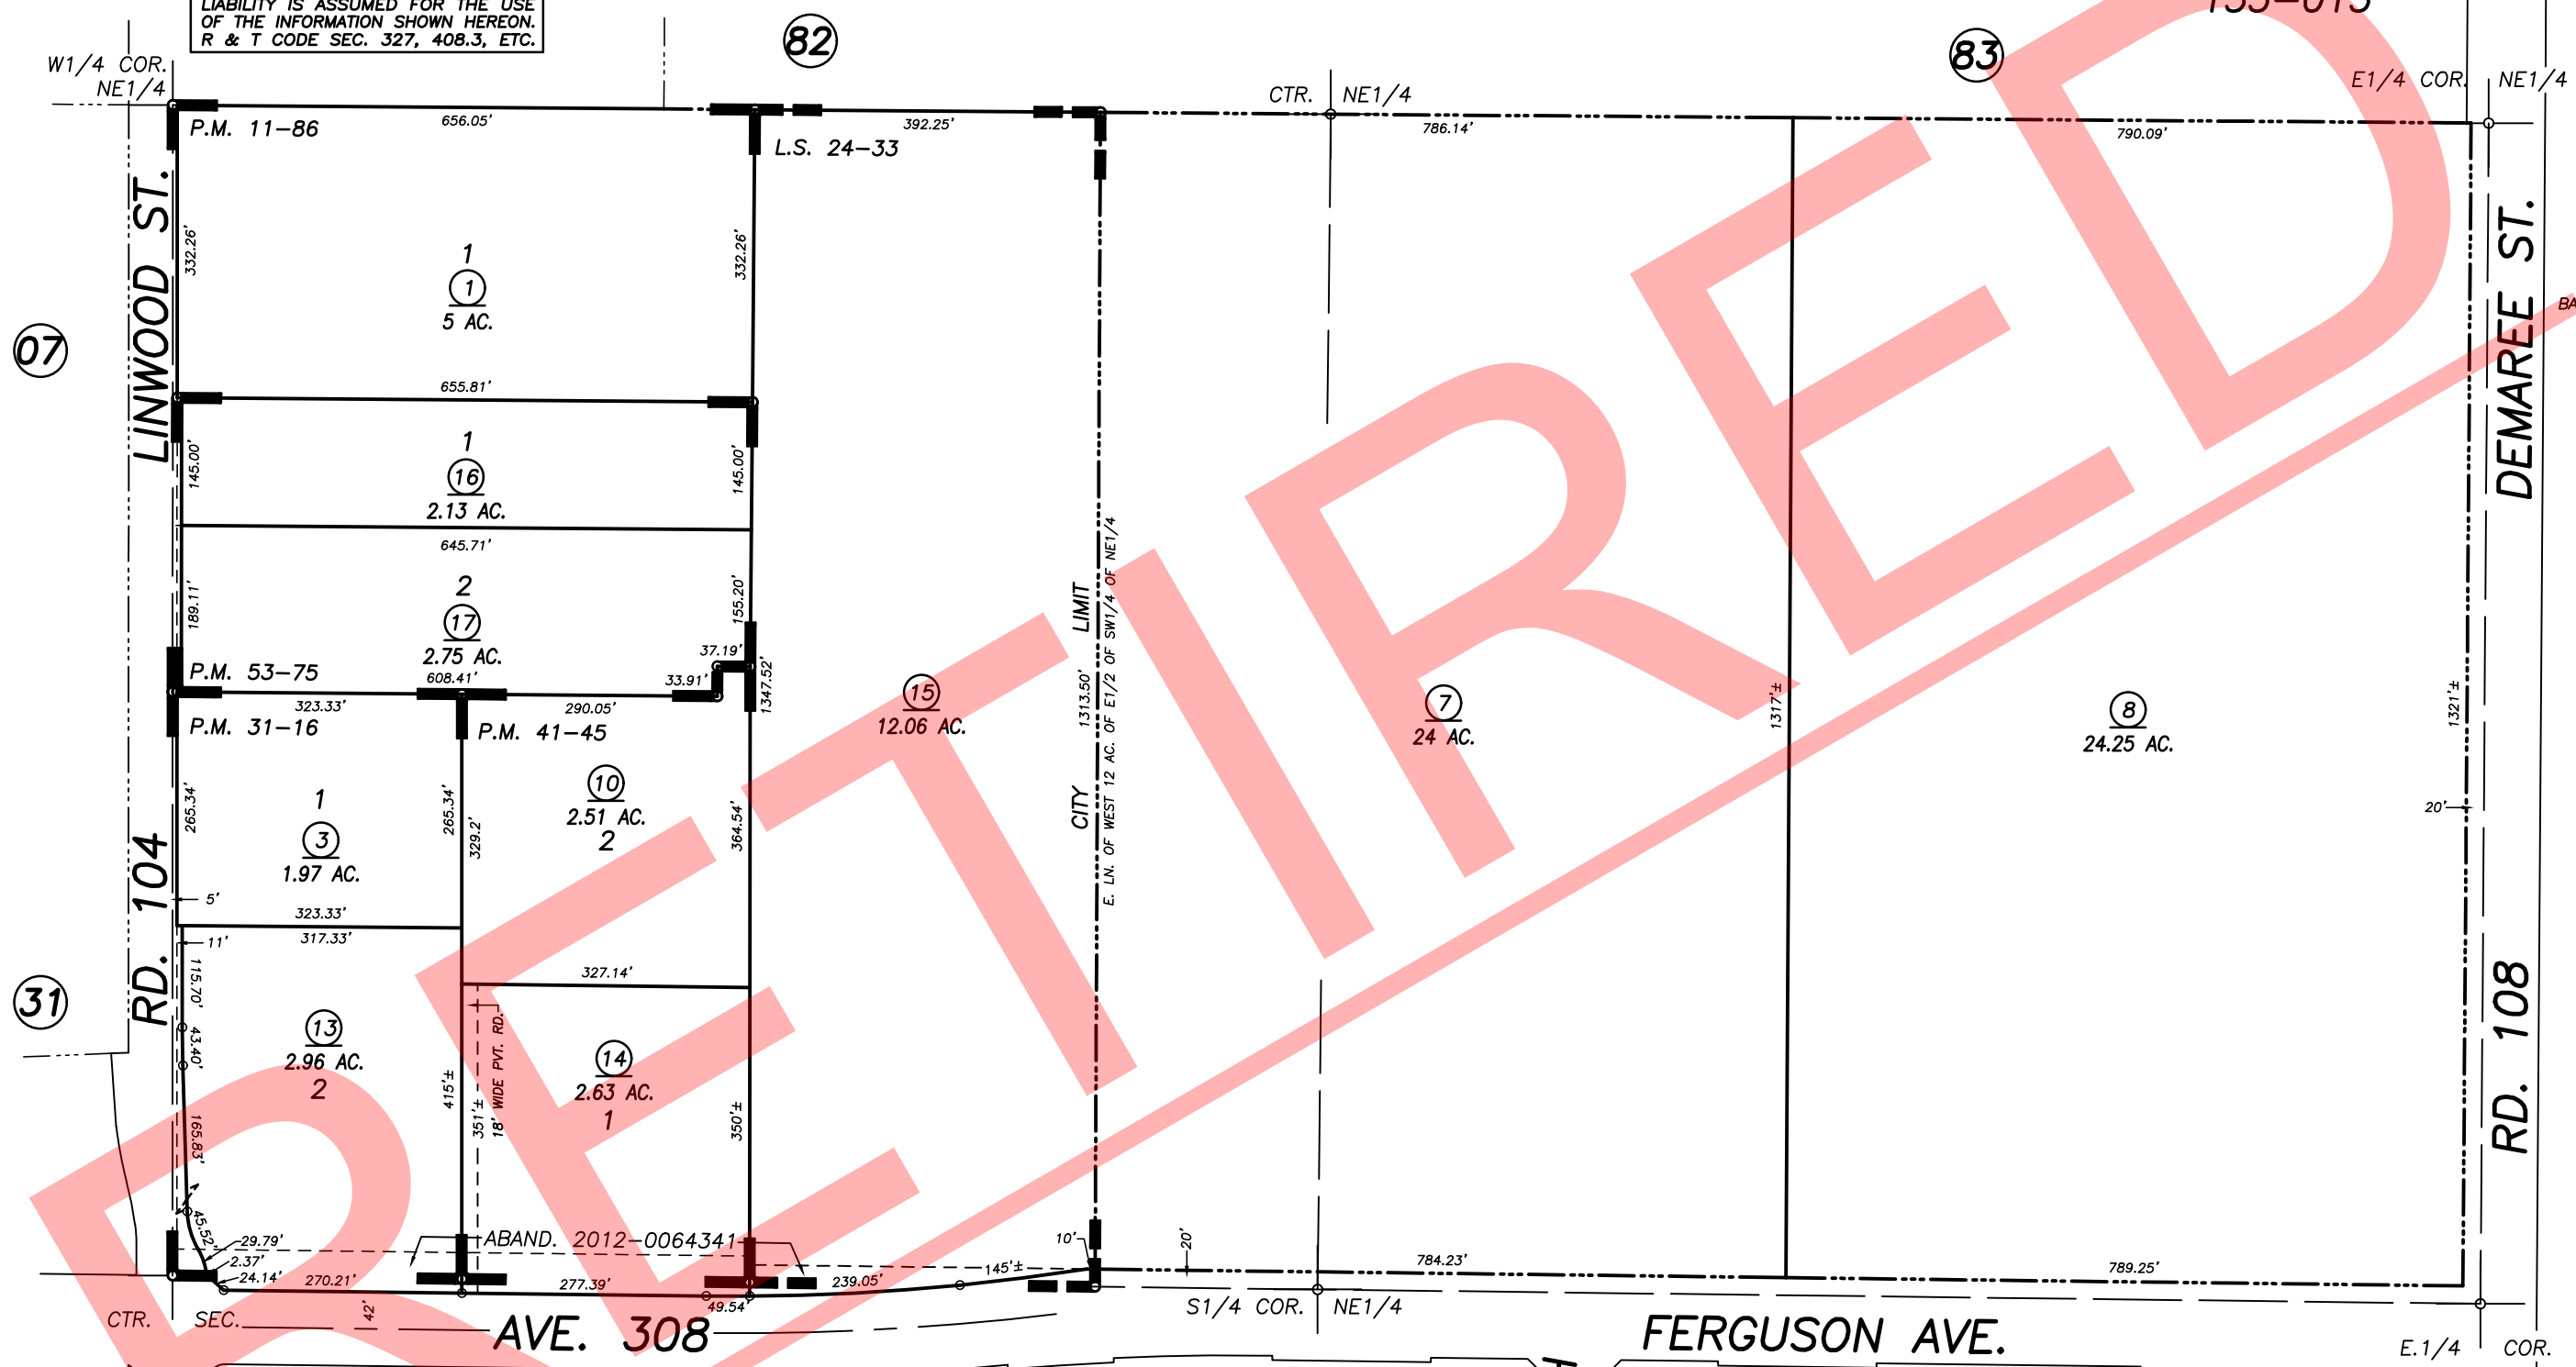 LIABILITY IS ASSUMED FOR THE USE
OF THE INFORMATION SHOWN HEREON.
R & T CODE SEC. 327, 408.3, ETC.
82
83
W1/4 COR.
NE1/4
CTR. NE1/4
E1/4 COR. NE1/4
P.M. 11-86
656.05'
392.25'
786.14'
790.09'
L.S. 24-33
LINWOOD ST.
332.26'
332.26'
1
1
5 AC.
07
DEMAREE ST.
BA
655.81'
1
16
2.13 AC.
145.00'
145.00'
645.71'
2
17
2.75 AC.
189.11'
155.20'
37.19'
33.91'
1347.52'
P.M. 53-75
608.41'
323.33'
290.05'
P.M. 31-16
P.M. 41-45
15
12.06 AC.
CITY LIMIT
1313.50'
E. LN. OF WEST 12 AC. OF E1/2 OF SW1/4 OF NE1/4
7
24 AC.
1317'±
8
24.25 AC.
1321'±
20'
265.34'
265.34'
329.2'
364.54'
1
3
1.97 AC.
10
2.51 AC.
2
RD. 104
5'
323.33'
317.33'
11'
327.14'
115.70'
43.40'
165.83'
45.52'
31
13
2.96 AC.
2
415'±
351'±
18' WIDE PVT. RD.
14
2.63 AC.
1
350'±
RD. 108
29.79'
2.37'
24.14'
ABAND. 2012-0064341
10'
20'
270.21'
277.39'
239.05'
145'±
784.23'
789.25'
49.54'
42'
CTR. SEC.
S1/4 COR. NE1/4
AVE. 308
FERGUSON AVE.
E.1/4 COR.
RETIRED